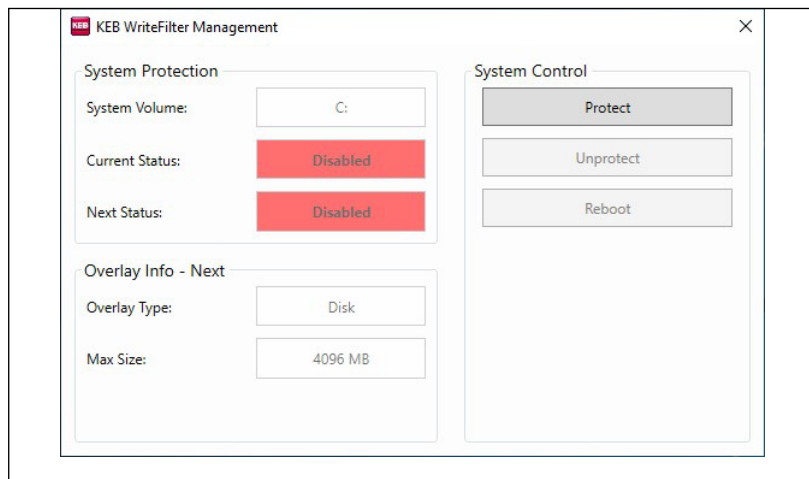 KEB KEB WriteFilter Management
System Protection
System Volume: C:
Current Status: Disabled
Next Status: Disabled
Overlay Info - Next
Overlay Type: Disk
Max Size: 4096 MB
System Control
Protect
Unprotect
Reboot